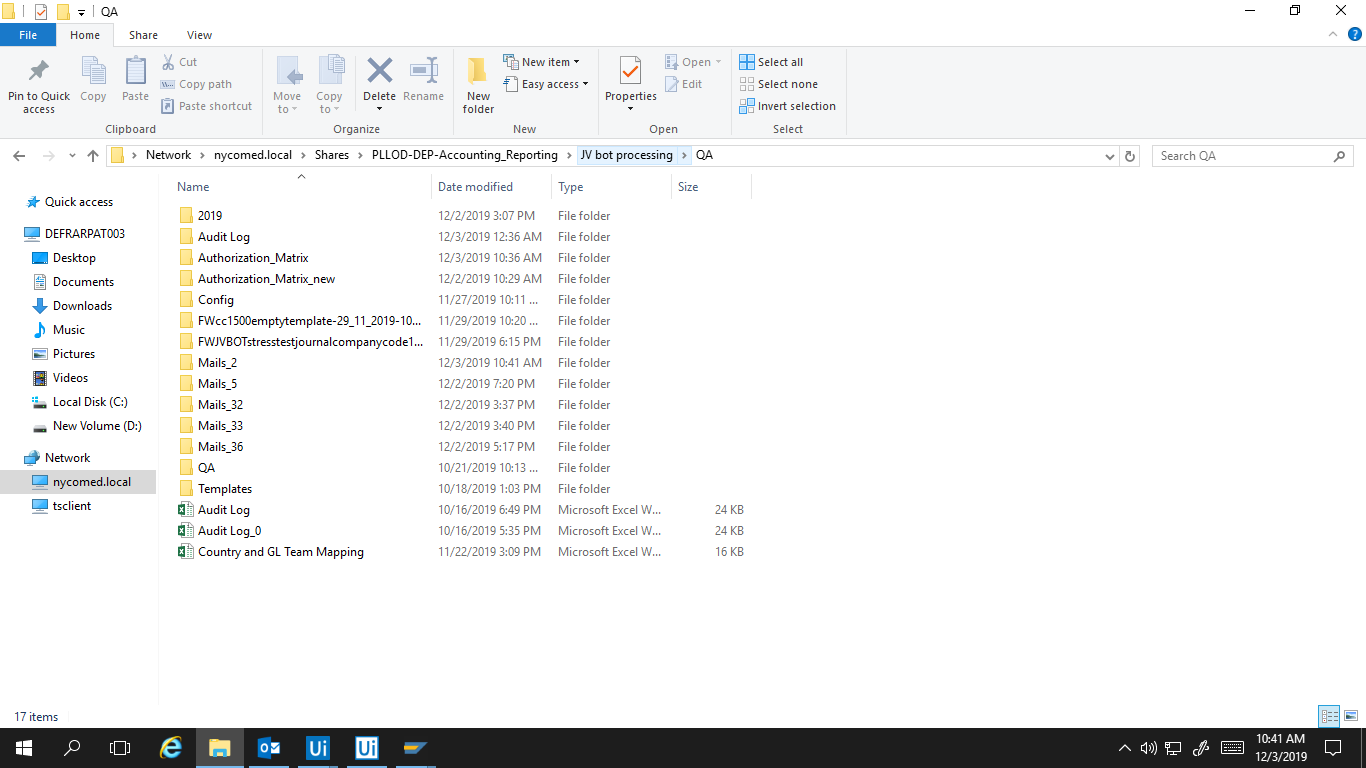 QA
File Home Share View
Pin to Quick access
Copy
Paste
Cut
Copy path
Paste shortcut
Clipboard
Move to
Copy to
Delete
Rename
Organize
New folder
New item
Easy access
New
Properties
Open
Edit
Open
Select all
Select none
Invert selection
Select
Network > nycomed.local > Shares > PLLOD-DEP-Accounting_Reporting > JV bot processing > QA
Search QA
Quick access
DEFRARPAT003
Desktop
Documents
Downloads
Music
Pictures
Videos
Local Disk (C:)
New Volume (D:)
Network
nycomed.local
tsclient
Name Date modified Type Size
2019 12/2/2019 3:07 PM File folder
Audit Log 12/3/2019 12:36 AM File folder
Authorization_Matrix 12/3/2019 10:36 AM File folder
Authorization_Matrix_new 12/2/2019 10:29 AM File folder
Config 11/27/2019 10:11 ... File folder
FWcc1500emptytemplate-29_11_2019-10... 11/29/2019 10:20 ... File folder
FWJVBOTstresstestjournalcompanycode1... 11/29/2019 6:15 PM File folder
Mails_2 12/3/2019 10:41 AM File folder
Mails_5 12/2/2019 7:20 PM File folder
Mails_32 12/2/2019 3:37 PM File folder
Mails_33 12/2/2019 3:40 PM File folder
Mails_36 12/2/2019 5:17 PM File folder
QA 10/21/2019 10:13 ... File folder
Templates 10/18/2019 1:03 PM File folder
Audit Log 10/16/2019 6:49 PM Microsoft Excel W... 24 KB
Audit Log_0 10/16/2019 5:35 PM Microsoft Excel W... 24 KB
Country and GL Team Mapping 11/22/2019 3:09 PM Microsoft Excel W... 16 KB
17 items
Ui
Ui
10:41 AM
12/3/2019